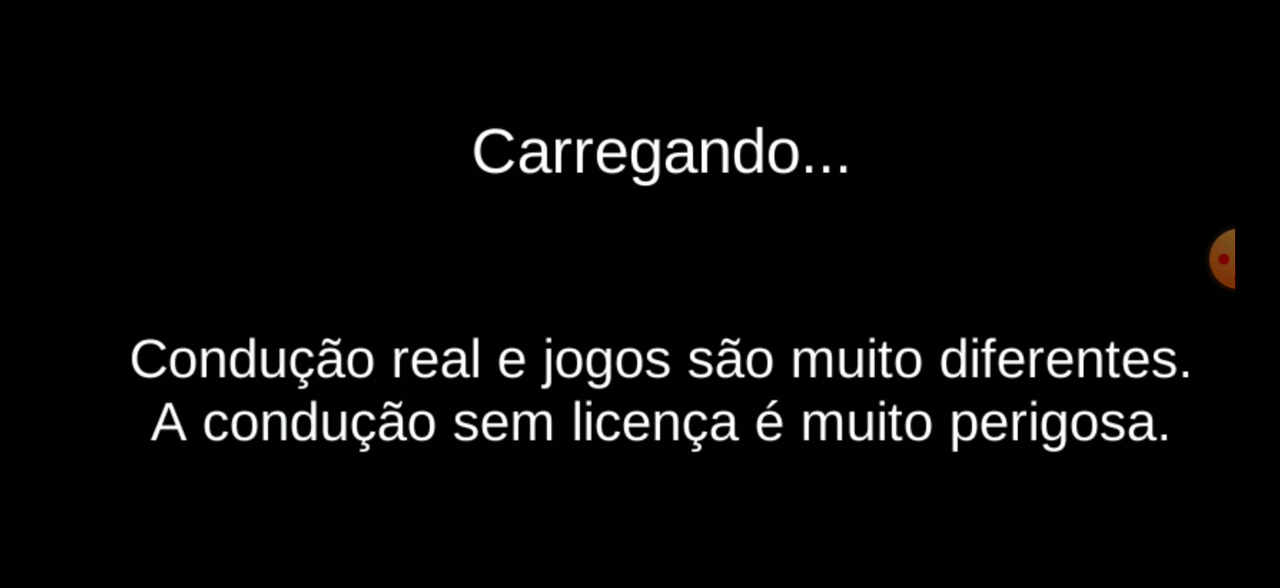 Carregando...
Condução real e jogos são muito diferentes.
A condução sem licença é muito perigosa.